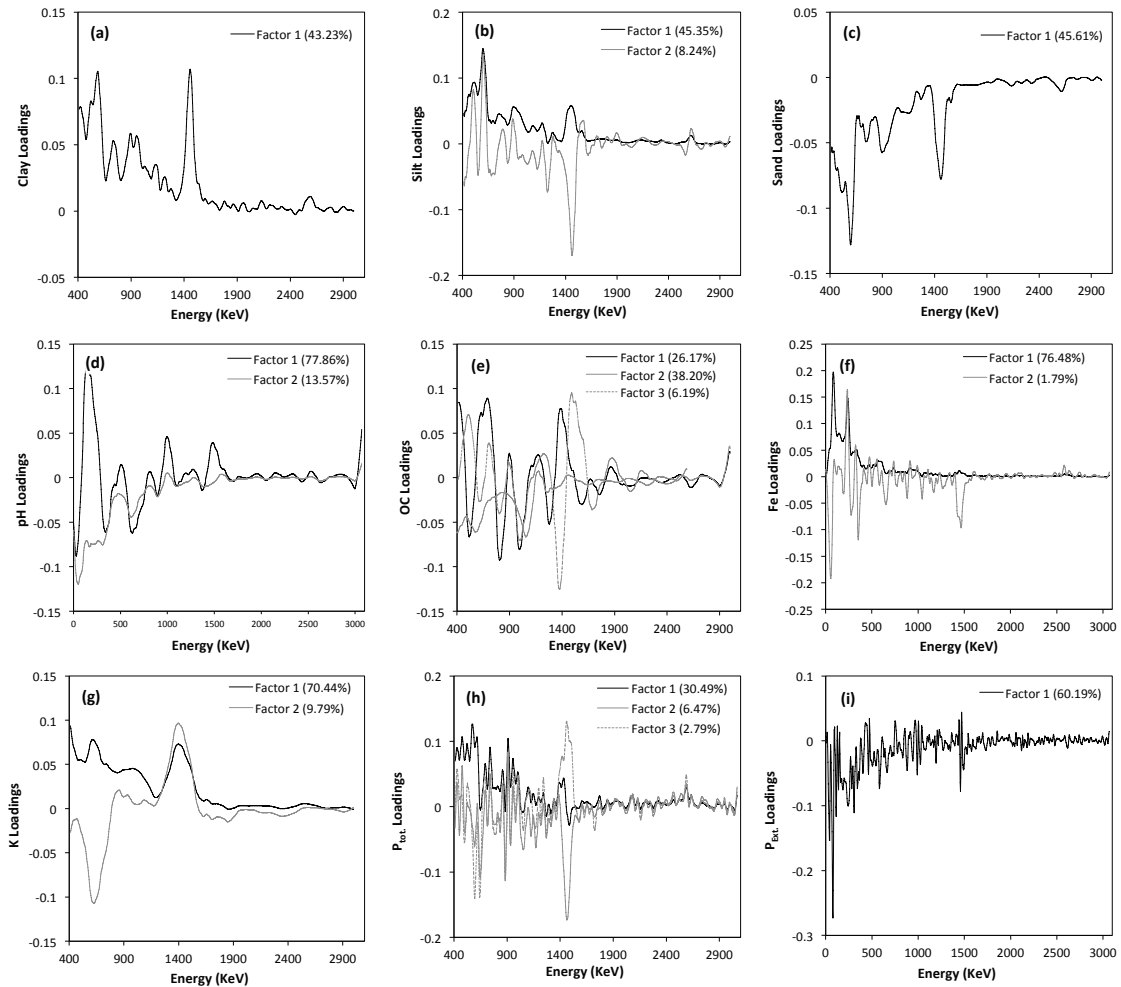 (a)
Factor 1 (43.23%)
0.15
0.1
0.05
0
-0.05
Clay Loadings
400 900 1400 1900 2400 2900
Energy (KeV)
(b)
Factor 1 (45.35%)
Factor 2 (8.24%)
0.2
0.1
0
-0.1
-0.2
Silt Loadings
400 900 1400 1900 2400 2900
Energy (KeV)
(c)
Factor 1 (45.61%)
0.05
0
-0.05
-0.1
-0.15
Sand Loadings
400 900 1400 1900 2400 2900
Energy (KeV)
(d)
Factor 1 (77.86%)
Factor 2 (13.57%)
0.15
0.1
0.05
0
-0.05
-0.1
-0.15
pH Loadings
0 500 1000 1500 2000 2500 3000
Energy (KeV)
(e)
Factor 1 (26.17%)
Factor 2 (38.20%)
Factor 3 (6.19%)
0.15
0.1
0.05
0
-0.05
-0.1
-0.15
OC Loadings
400 900 1400 1900 2400 2900
Energy (KeV)
(f)
Factor 1 (76.48%)
Factor 2 (1.79%)
0.25
0.2
0.15
0.1
0.05
0
-0.05
-0.1
-0.15
-0.2
-0.25
Fe Loadings
0 500 1000 1500 2000 2500 3000
Energy (KeV)
(g)
Factor 1 (70.44%)
Factor 2 (9.79%)
0.15
0.1
0.05
0
-0.05
-0.1
-0.15
K Loadings
400 900 1400 1900 2400 2900
Energy (KeV)
(h)
Factor 1 (30.49%)
Factor 2 (6.47%)
Factor 3 (2.79%)
0.2
0.1
0
-0.1
-0.2
Ptot. Loadings
400 900 1400 1900 2400 2900
Energy (KeV)
(i)
Factor 1 (60.19%)
0.1
0
-0.1
-0.2
-0.3
PExt. Loadings
0 500 1000 1500 2000 2500 3000
Energy (KeV)